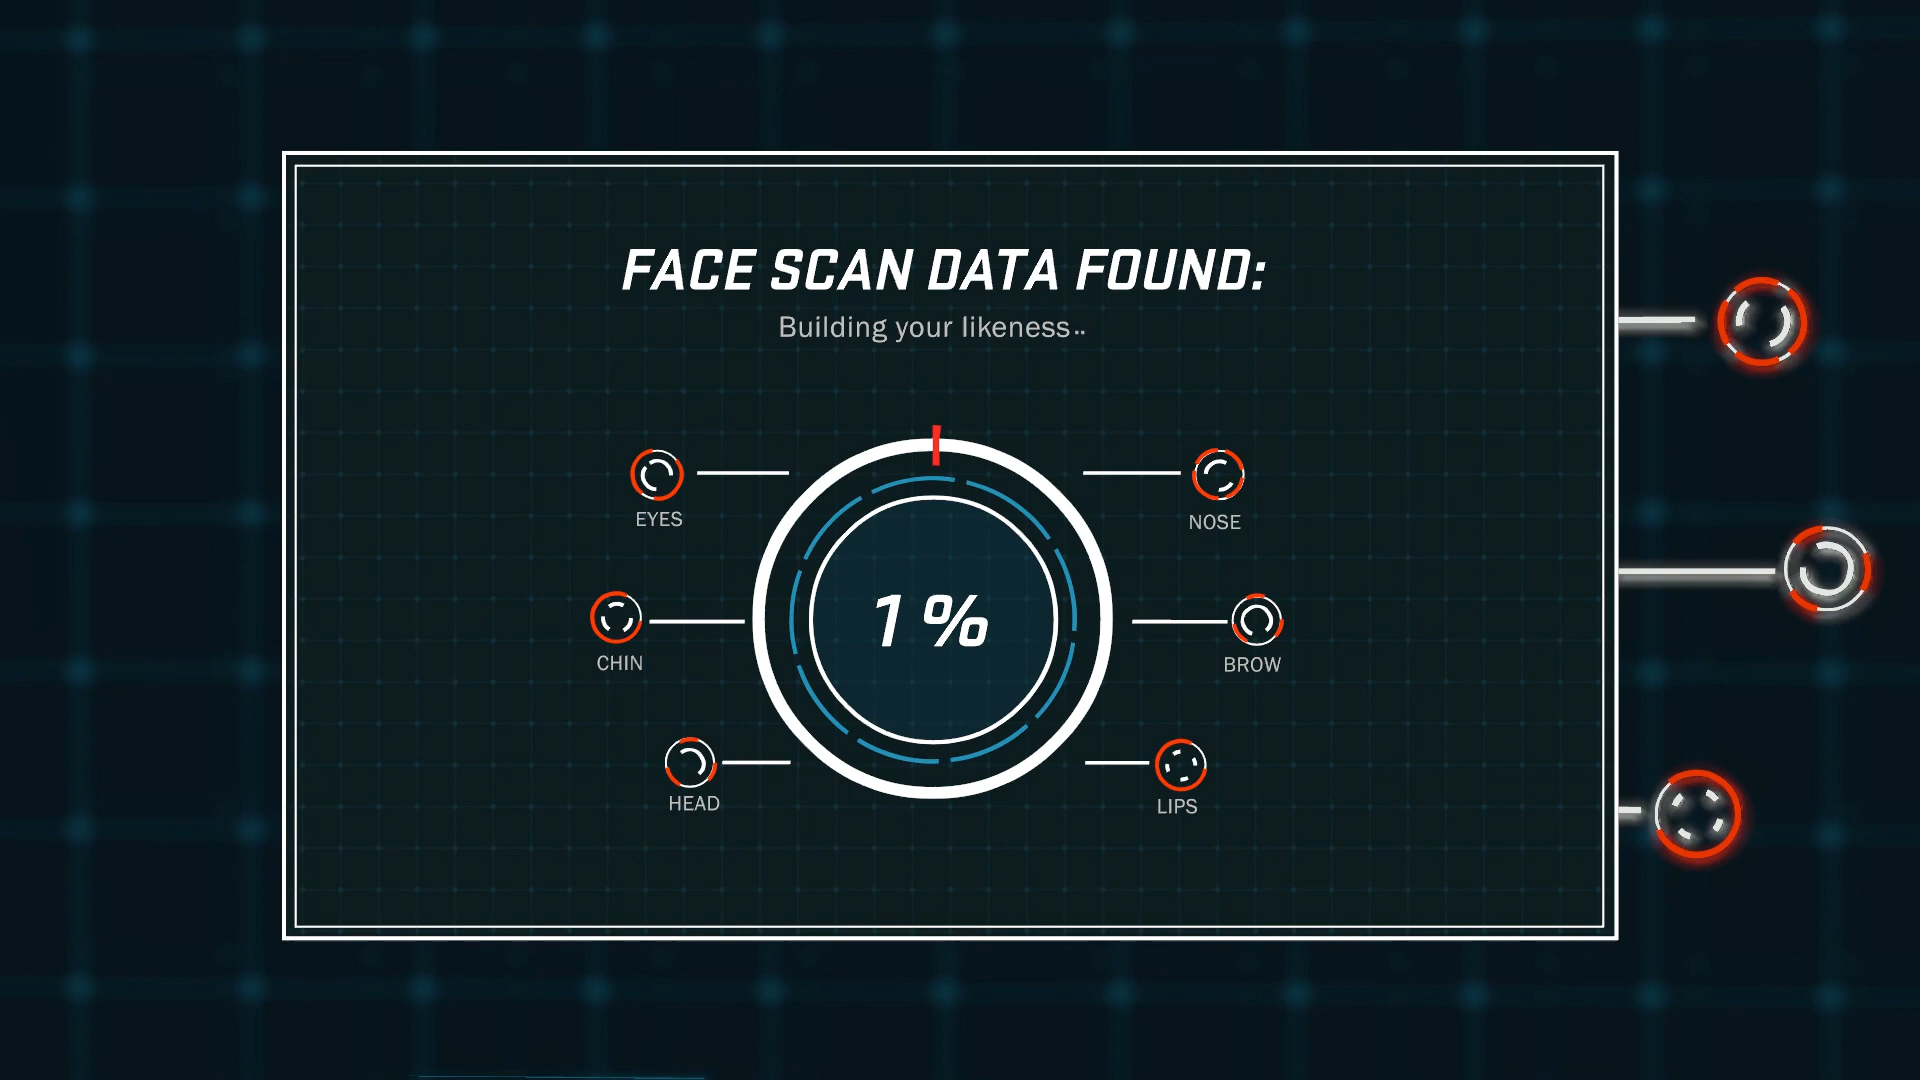 FACE SCAN DATA FOUND:
Building your likeness..
EYES
NOSE
1 %
CHIN
BROW
HEAD
LIPS